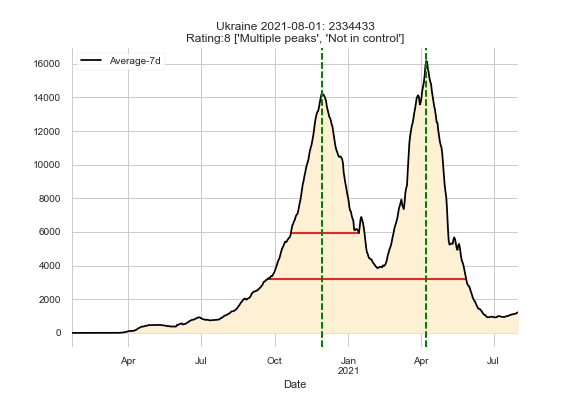 Ukraine 2021-08-01: 2334433
Rating:8 ['Multiple peaks', 'Not in control']
Average-7d
16000
14000
12000
10000
8000
6000
4000
2000
0
Apr Jul Oct Jan Apr Jul
2021
Date